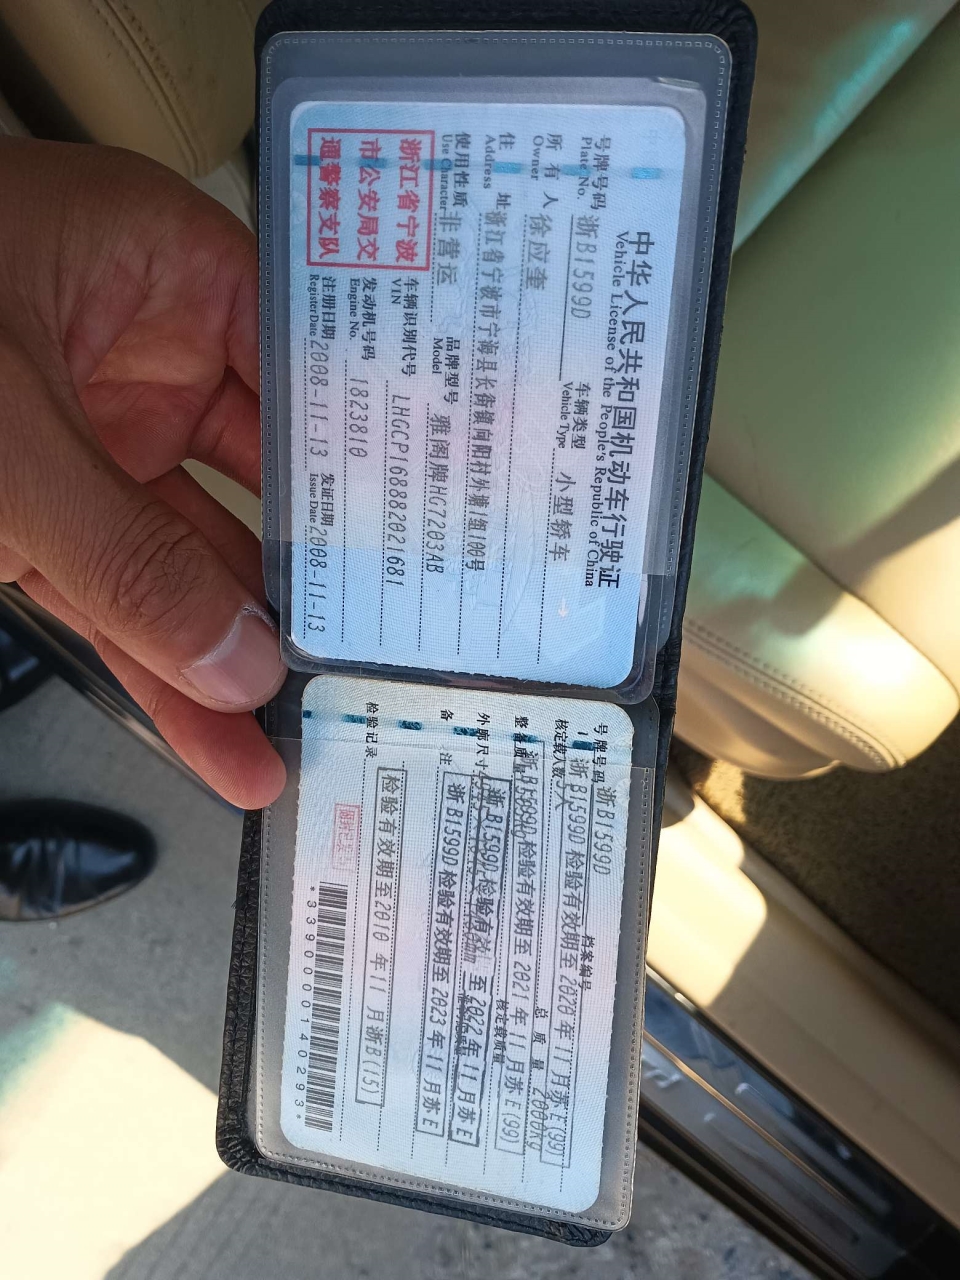 中华人民共和国机动车行驶证
Vehicle License of the People's Republic of China
号牌号码 浙B1599D 车辆类型 小型轿车
Plate No. Vehicle Type
所有人 徐应奎
Owner
住址 浙江省宁波市宁海县长街镇向阳村外塘1组100号
Address
使用性质 非营运 品牌型号 雅阁牌HG7203AB
Use Character Model
浙江省宁波
市公安局交
通警察支队
车辆识别代号 LHGCP168882021681
VIN
发动机号码 1823810
Engine No.
注册日期 2008-11-13 发证日期 2008-11-13
Register Date Issue Date
号牌号码 浙B1599D 档案编号
核定载人数 人 总质量 2000Kg
浙B1599D 检验有效期至2020年11月苏E(99)
整备质 核定载质量
浙B1599D 检验有效期至2021年11月苏E(99)
外廓尺寸
浙B1599D 检验有效 至2022年11月苏E
备注
浙B1599D 检验有效期至2023年11月苏E
检验记录
检验有效期至2010年11月浙B(15)
*3390000140293*